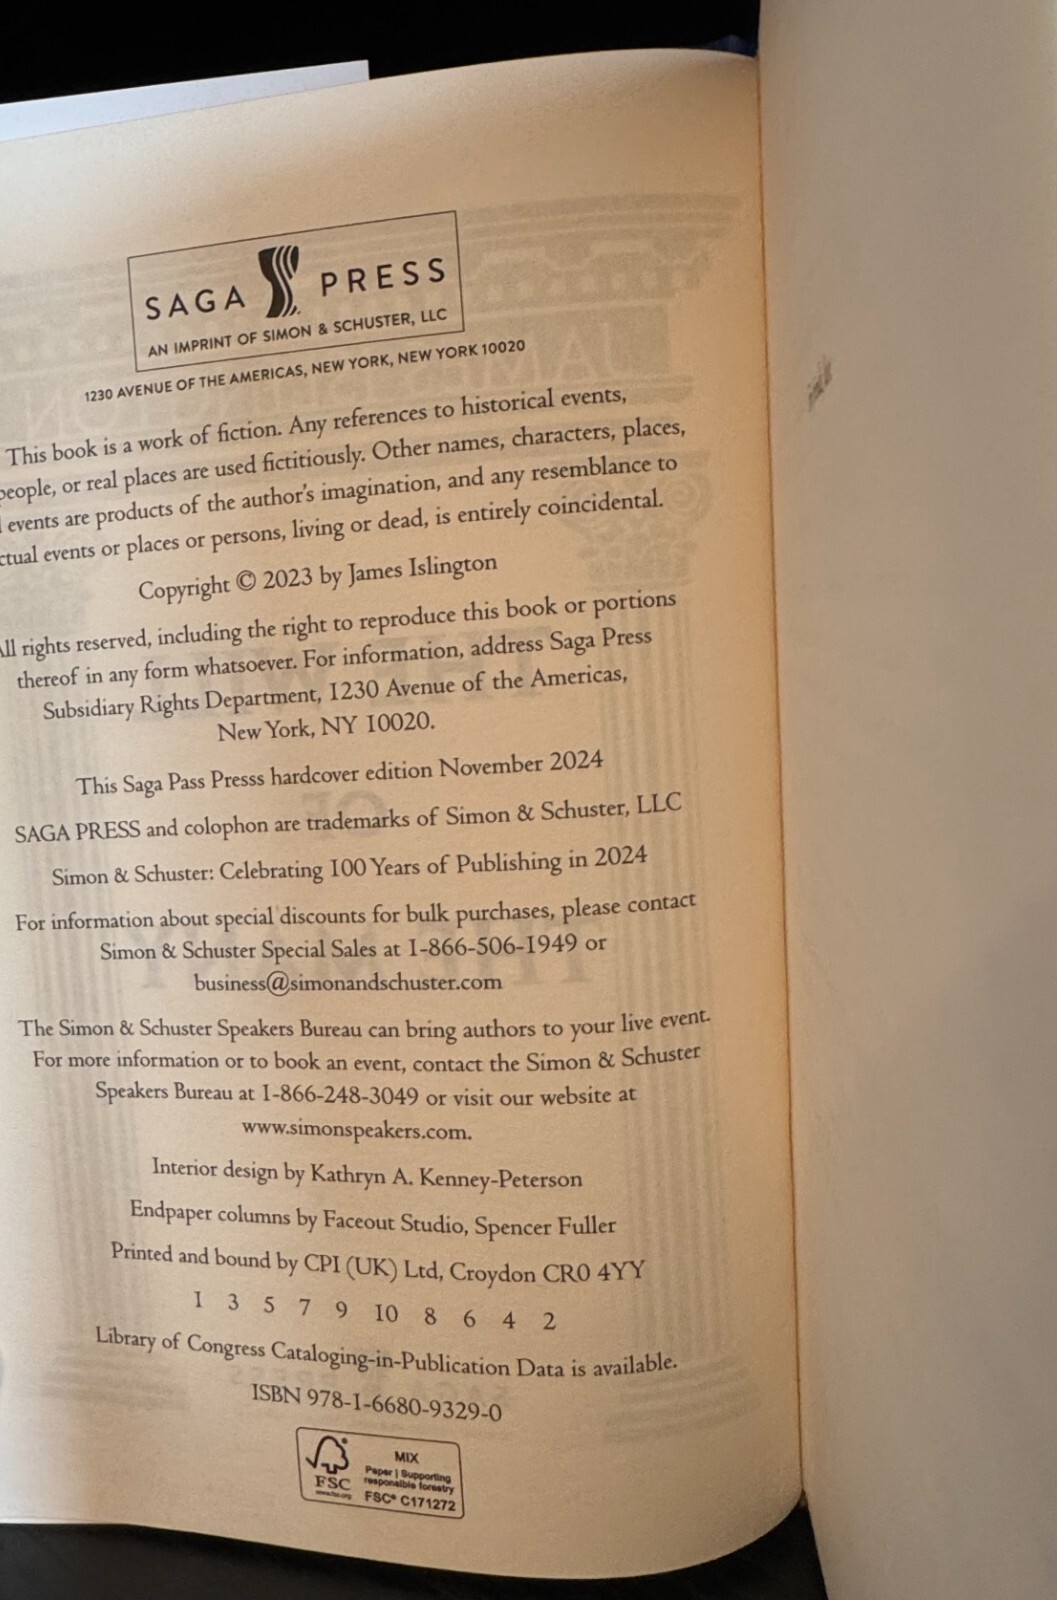 SAGA PRESS
AN IMPRINT OF SIMON & SCHUSTER, LLC
1230 AVENUE OF THE AMERICAS, NEW YORK, NEW YORK 10020
This book is a work of fiction. Any references to historical events,
people, or real places are used fictitiously. Other names, characters, places,
events are products of the author's imagination, and any resemblance to
ctual events or places or persons, living or dead, is entirely coincidental.
Copyright © 2023 by James Islington
All rights reserved, including the right to reproduce this book or portions
thereof in any form whatsoever. For information, address Saga Press
Subsidiary Rights Department, 1230 Avenue of the Americas,
New York, NY 10020.
This Saga Pass Presss hardcover edition November 2024
SAGA PRESS and colophon are trademarks of Simon & Schuster, LLC
Simon & Schuster: Celebrating 100 Years of Publishing in 2024
For information about special discounts for bulk purchases, please contact
Simon & Schuster Special Sales at 1-866-506-1949 or
business@simonandschuster.com
The Simon & Schuster Speakers Bureau can bring authors to your live event.
For more information or to book an event, contact the Simon & Schuster
Speakers Bureau at 1-866-248-3049 or visit our website at
www.simonspeakers.com.
Interior design by Kathryn A. Kenney-Peterson
Endpaper columns by Faceout Studio, Spencer Fuller
Printed and bound by CPI (UK) Ltd, Croydon CR0 4YY
1 3 5 7 9 10 8 6 4 2
Library of Congress Cataloging-in-Publication Data is available.
ISBN 978-1-6680-9329-0
FSC
www.fsc.org
MIX
Paper | Supporting
responsible forestry
FSC® C171272